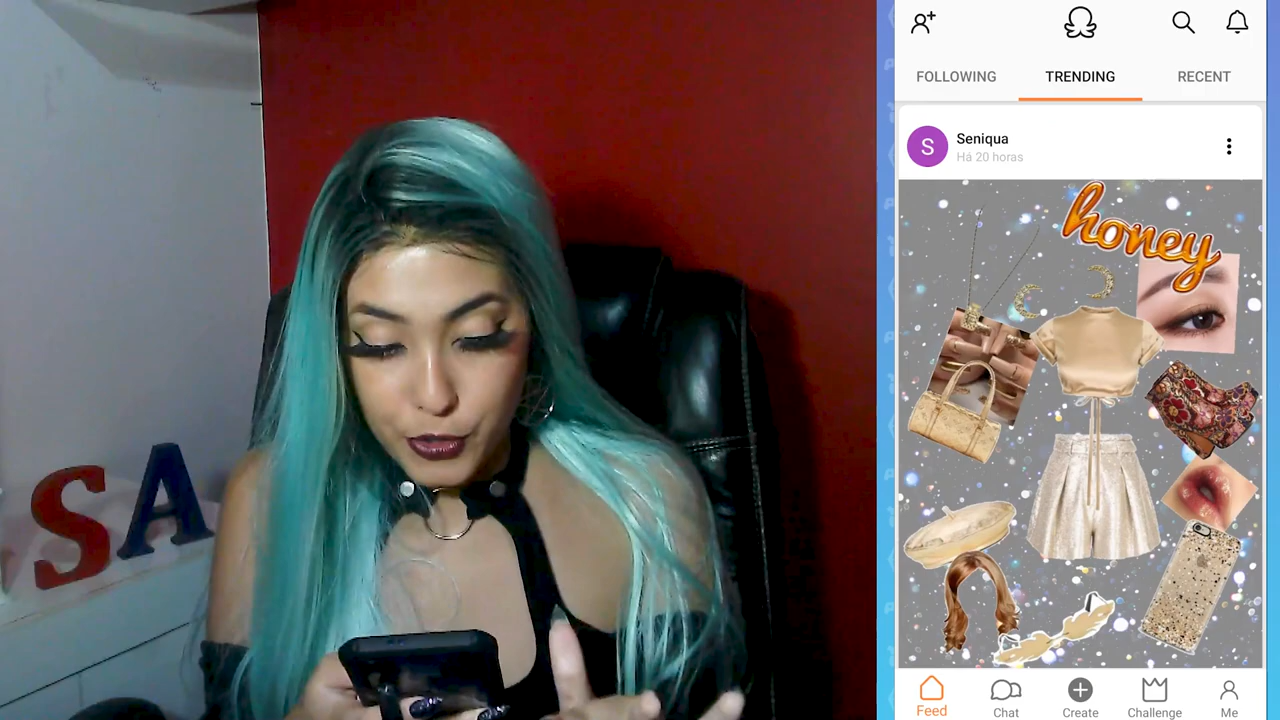 SA
FOLLOWING TRENDING RECENT
S
Seniqua
Há 20 horas
honey
Feed Chat Create Challenge Me